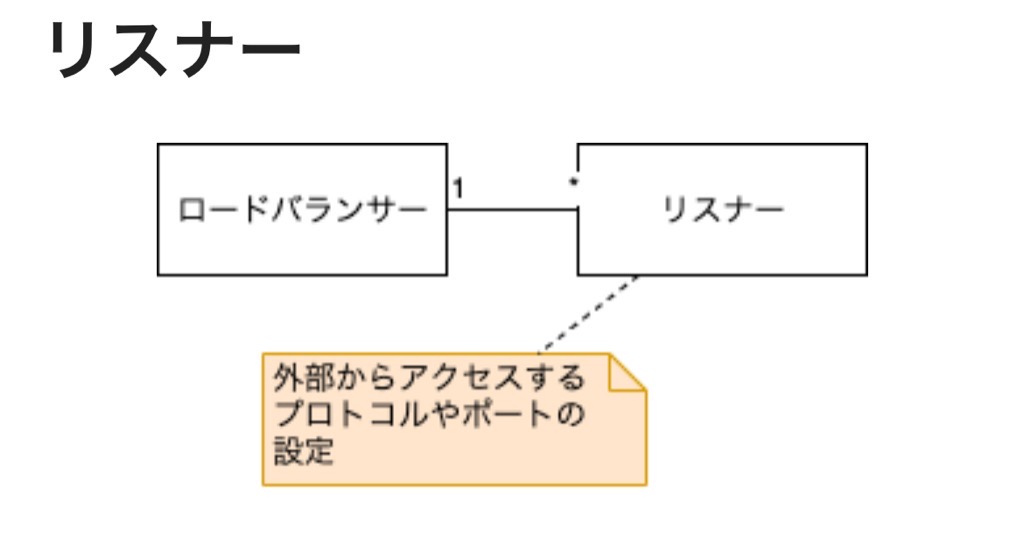 リスナー
ロードバランサー
1
*
リスナー
外部からアクセスする
プロトコルやポートの
設定